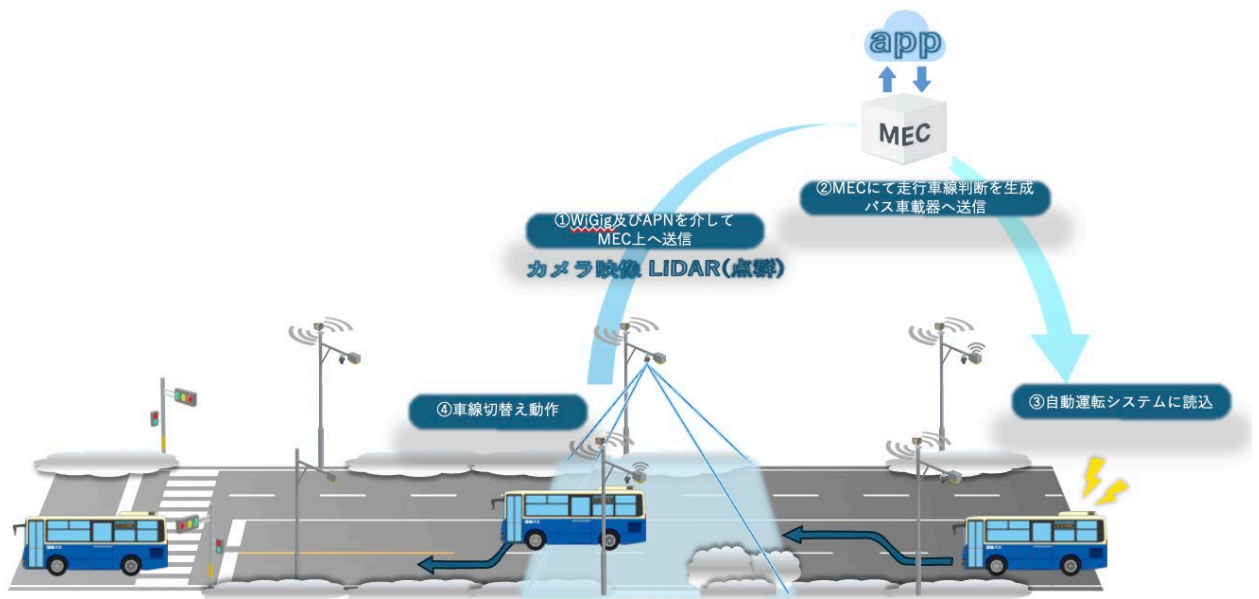 app
MEC
②MECにて走行車線判断を生成
バス車載器へ送信
①WiGig及びAPNを介して
MEC上へ送信
カメラ映像 LiDAR(点群)
④車線切替え動作
③自動運転システムに読込